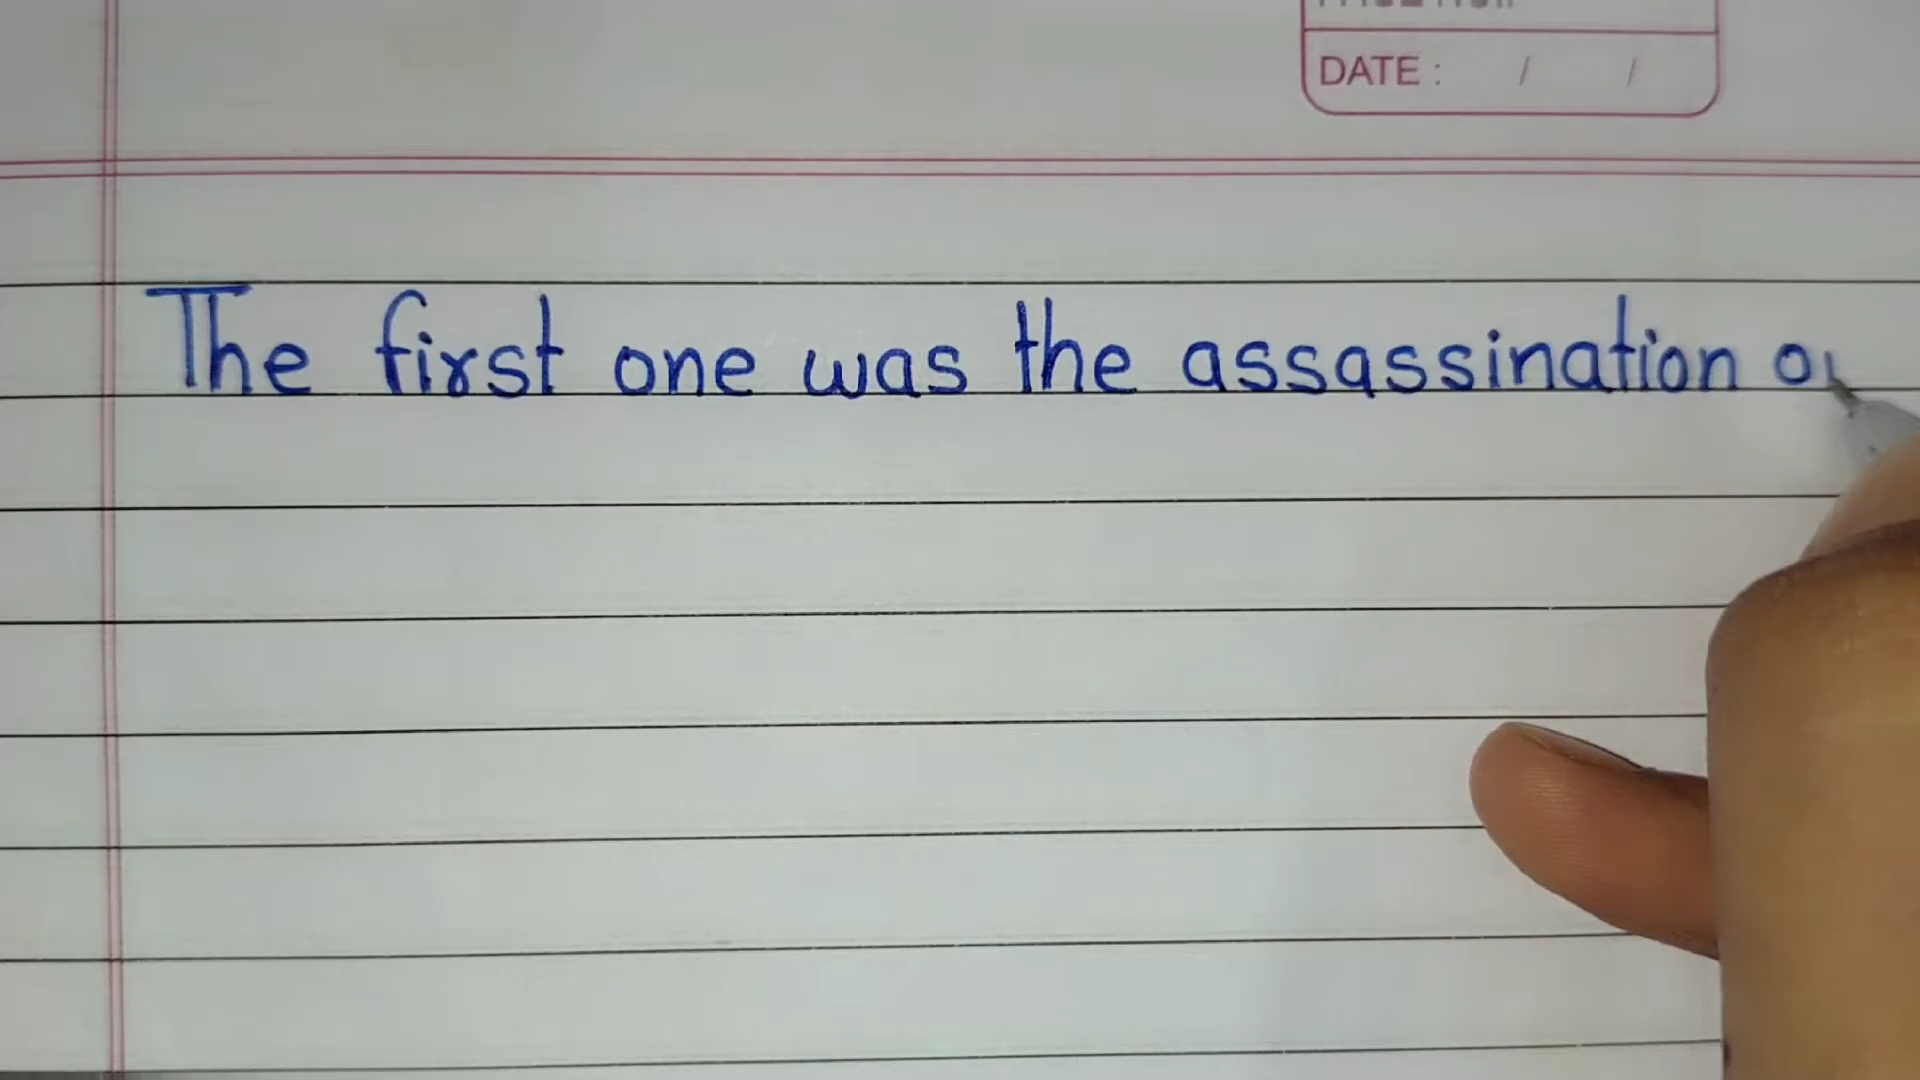 DATE : / /
The first one was the assassination